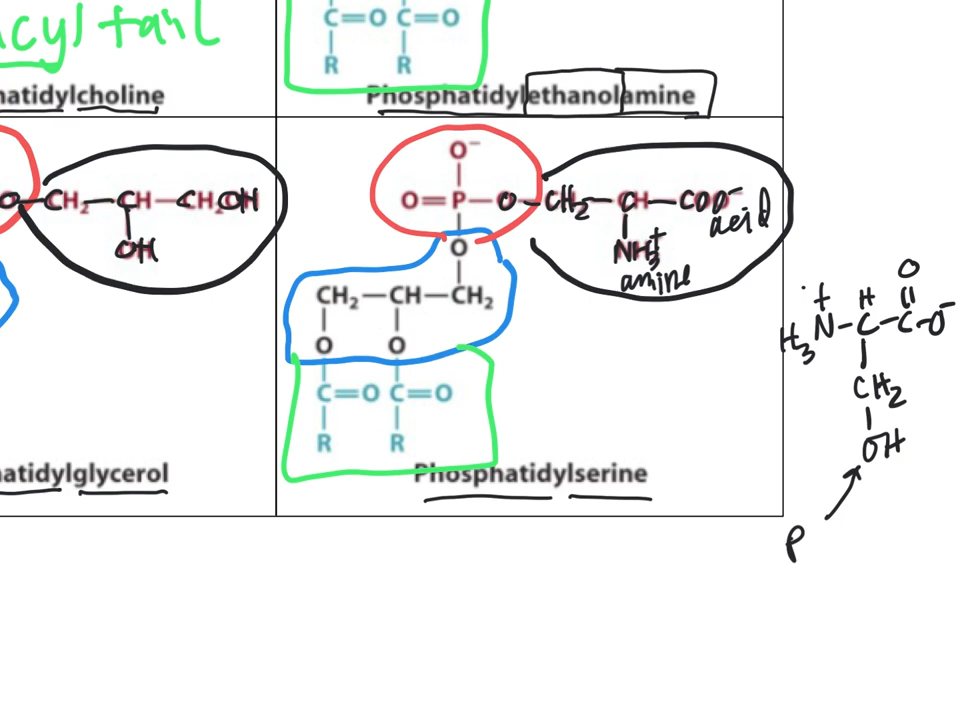 acyl tail
C=O C=O
R R
atidylcholine
Phosphatidylethanolamine
O⁻
O—CH₂—CH—CH₂OH
O=P—O—CH₂—CH—COO⁻
acid
OH
NH₃⁺
amine
O
CH₂—CH—CH₂
O O
C=O C=O
R R
atidylglycerol
Phosphatidylserine
O
+ H
H₃N-C-C-O⁻
CH₂
OH
P